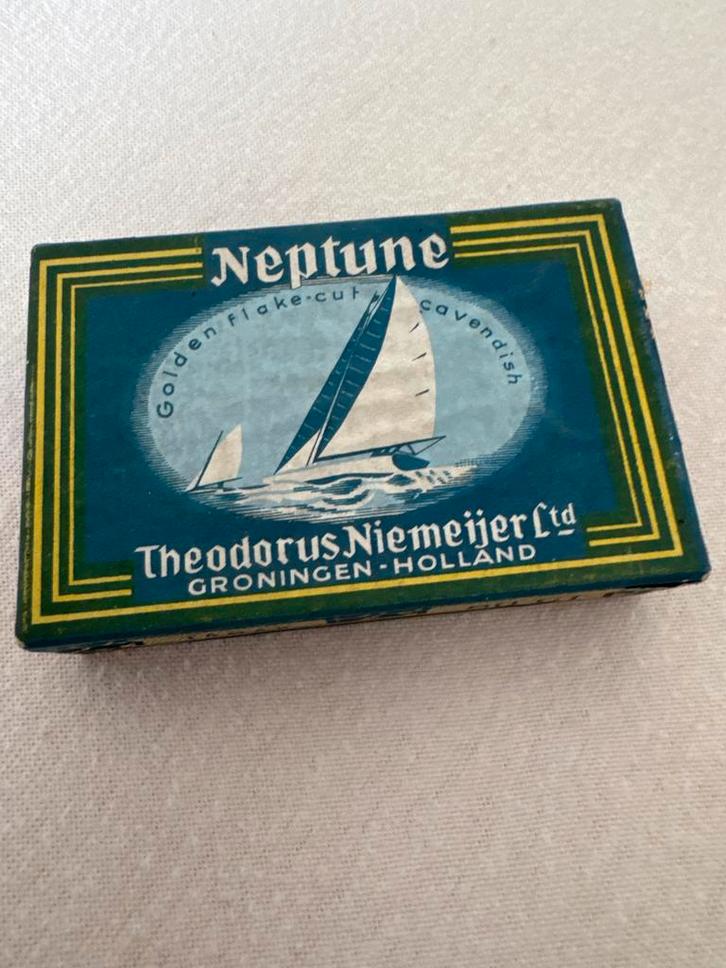 Neptune
Golden flake-cut cavendish
Theodorus Niemeijer Ltd
GRONINGEN-HOLLAND